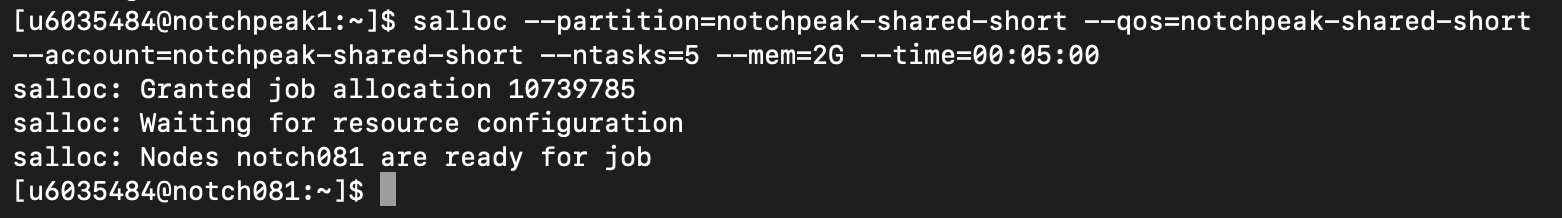 [u6035484@notchpeak1:~]$ salloc --partition=notchpeak-shared-short --qos=notchpeak-shared-short
--account=notchpeak-shared-short --ntasks=5 --mem=2G --time=00:05:00
salloc: Granted job allocation 10739785
salloc: Waiting for resource configuration
salloc: Nodes notch081 are ready for job
[u6035484@notch081:~]$